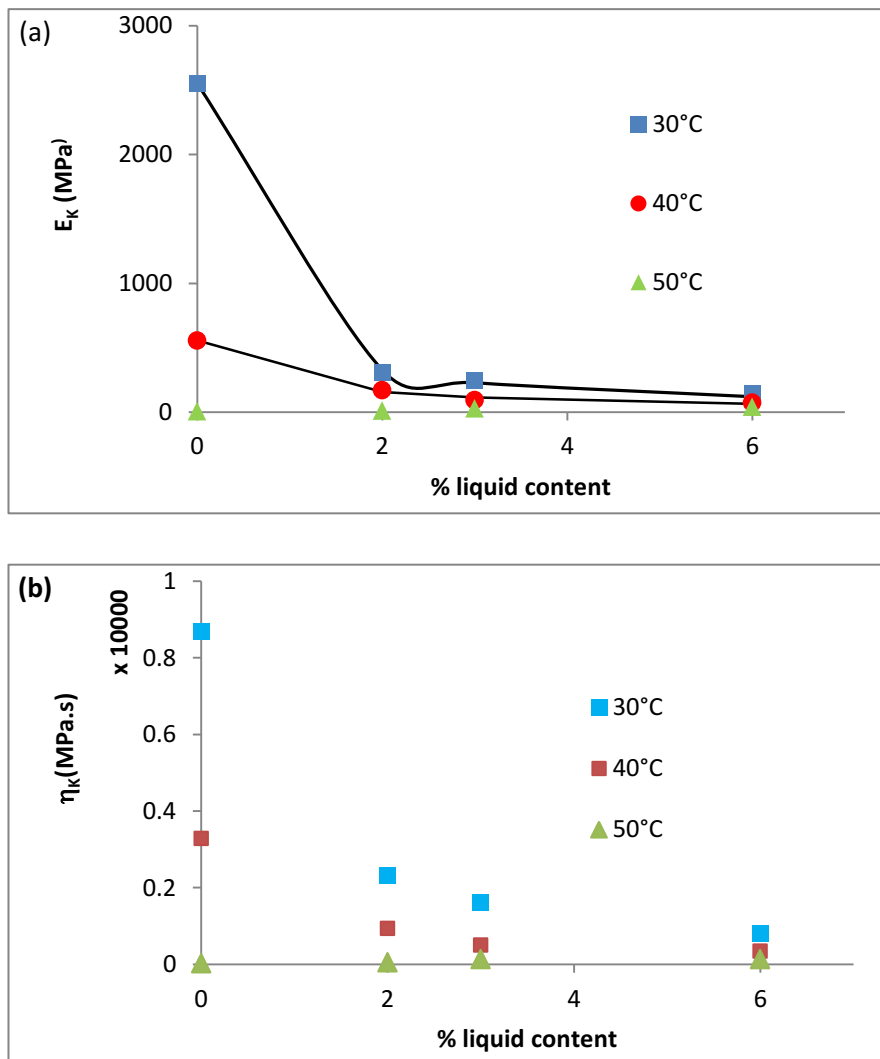 (a)
3000
2000
1000
0
E_K (MPa)
0 2 4 6
% liquid content
30°C
40°C
50°C
(b)
1
0.8
0.6
0.4
0.2
0
x 10000
η_K(MPa.s)
0 2 4 6
% liquid content
30°C
40°C
50°C